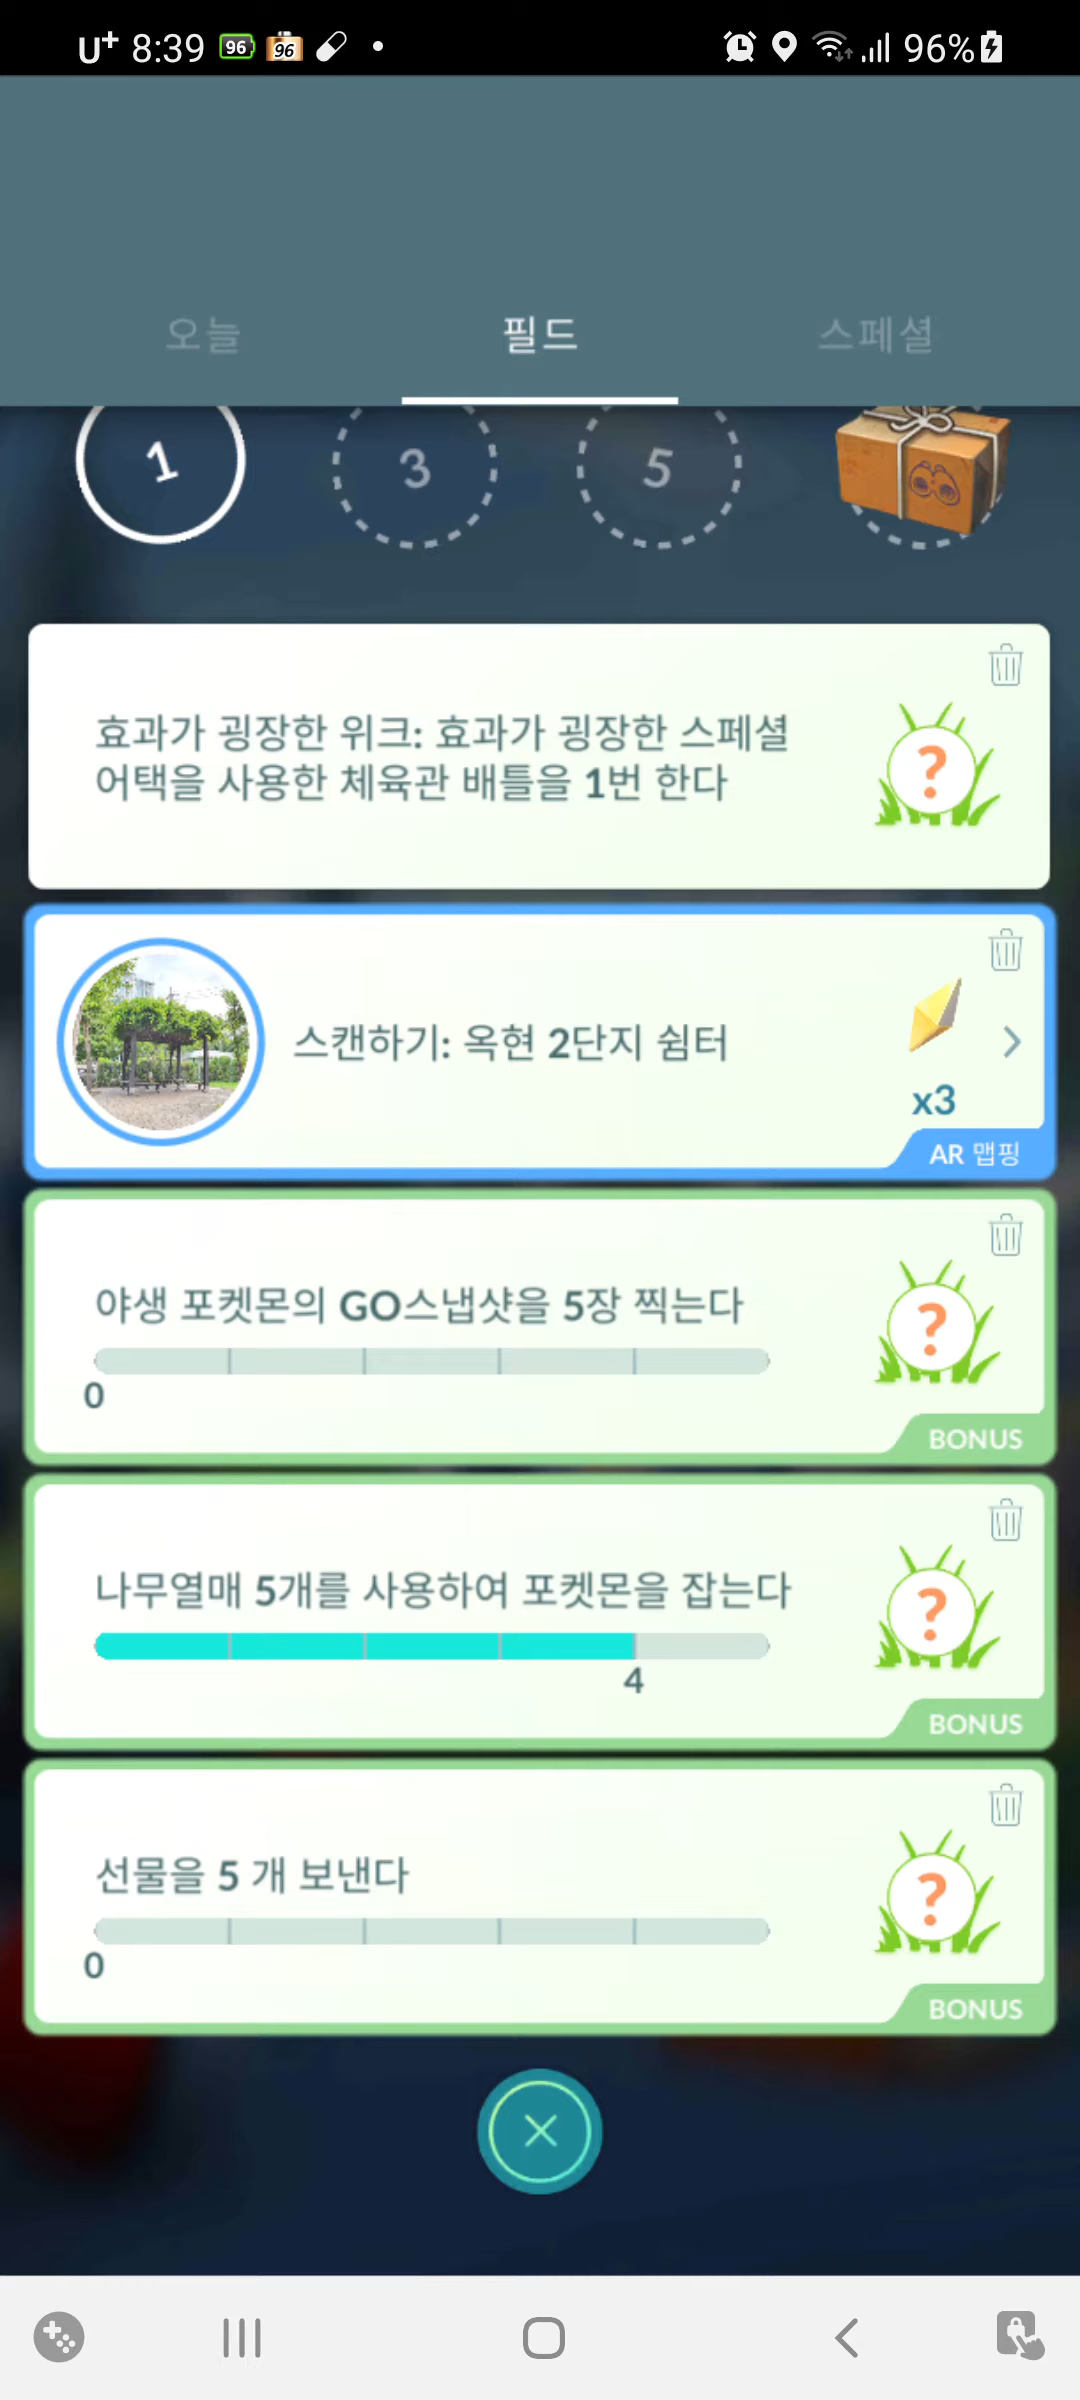 U+ 8:39 96 96 96%
오늘 필드 스페셜
1 3 5
효과가 굉장한 위크: 효과가 굉장한 스페셜
어택을 사용한 체육관 배틀을 1번 한다
?
스캔하기: 옥현 2단지 쉼터
x3
AR 맵핑
야생 포켓몬의 GO스냅샷을 5장 찍는다
?
0
BONUS
나무열매 5개를 사용하여 포켓몬을 잡는다
?
4
BONUS
선물을 5 개 보낸다
?
0
BONUS